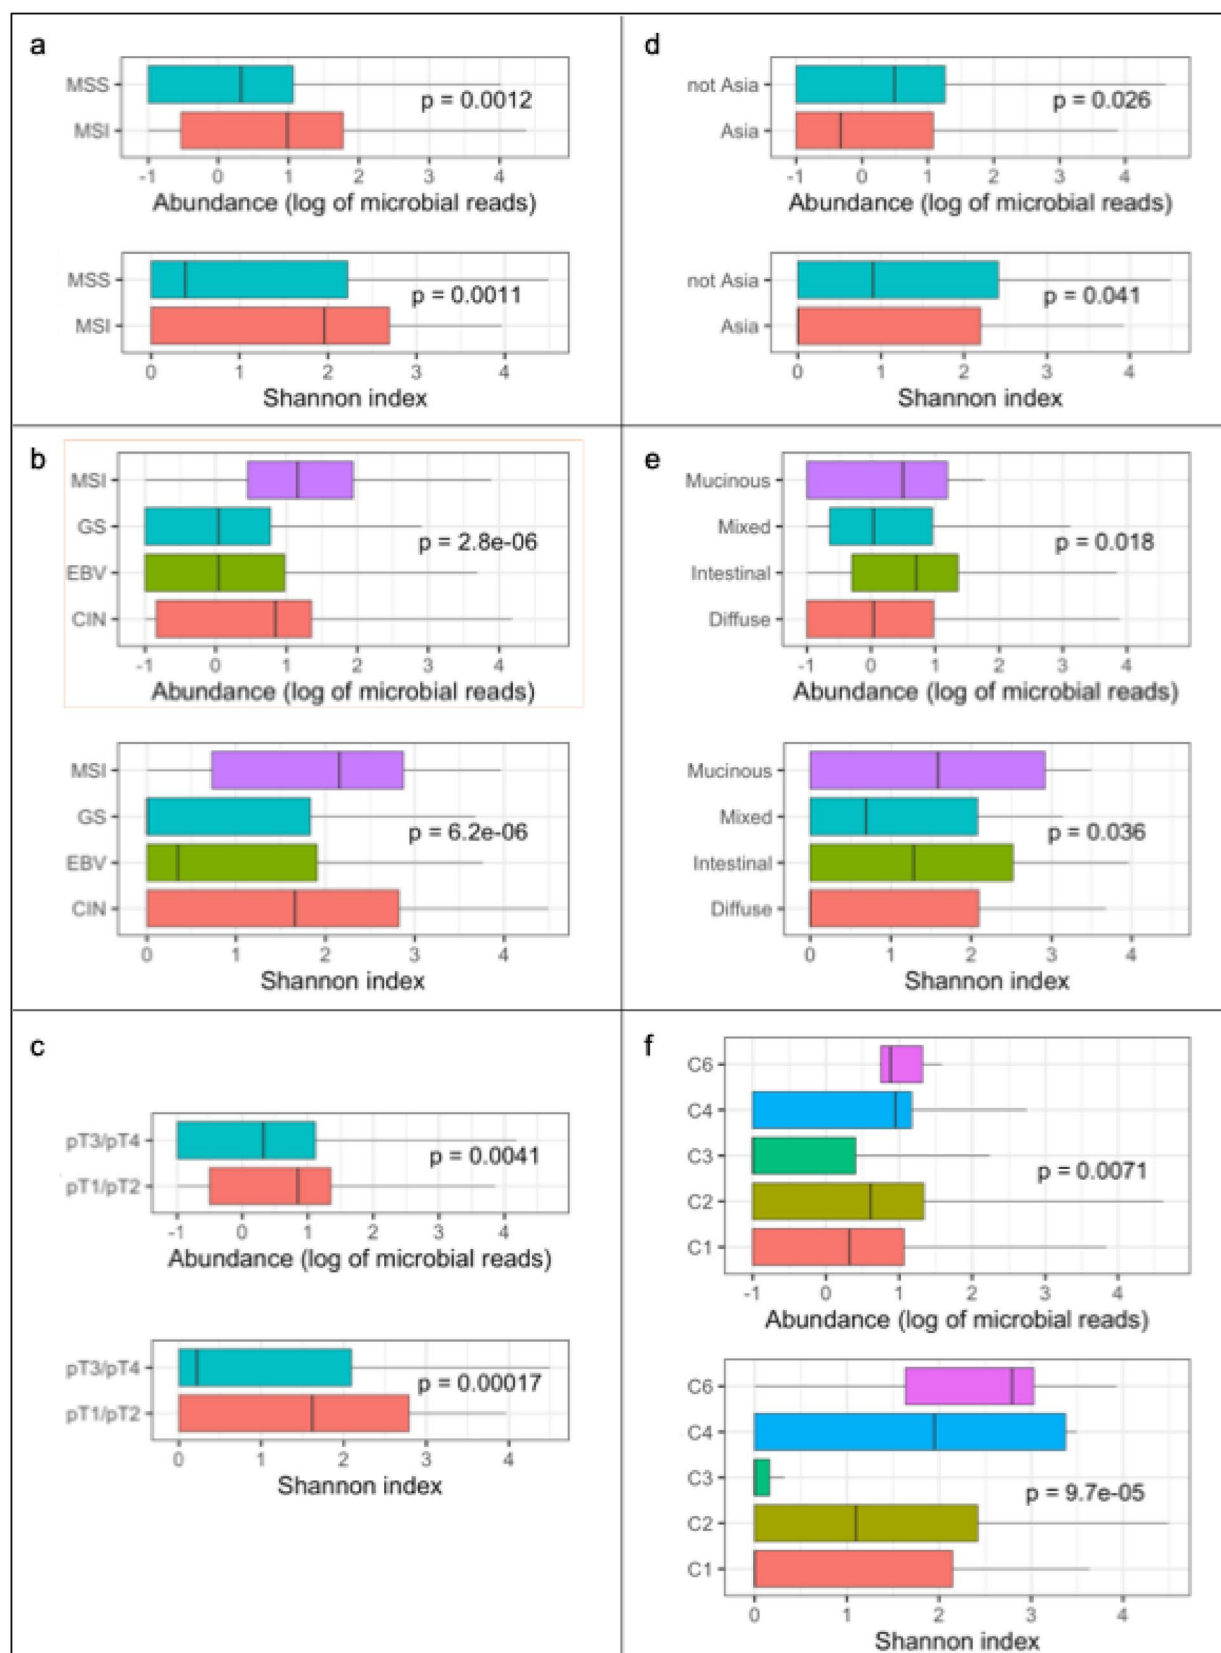 a
MSS
MSI
p = 0.0012
-1 0 1 2 3 4
Abundance (log of microbial reads)
MSS
MSI
p = 0.0011
0 1 2 3 4
Shannon index
d
not Asia
Asia
p = 0.026
-1 0 1 2 3 4
Abundance (log of microbial reads)
not Asia
Asia
p = 0.041
0 1 2 3 4
Shannon index
b
MSI
GS
EBV
CIN
p = 2.8e-06
-1 0 1 2 3 4
Abundance (log of microbial reads)
MSI
GS
EBV
CIN
p = 6.2e-06
0 1 2 3 4
Shannon index
e
Mucinous
Mixed
Intestinal
Diffuse
p = 0.018
-1 0 1 2 3 4
Abundance (log of microbial reads)
Mucinous
Mixed
Intestinal
Diffuse
p = 0.036
0 1 2 3 4
Shannon index
c
pT3/pT4
pT1/pT2
p = 0.0041
-1 0 1 2 3 4
Abundance (log of microbial reads)
pT3/pT4
pT1/pT2
p = 0.00017
0 1 2 3 4
Shannon index
f
C6
C4
C3
C2
C1
p = 0.0071
-1 0 1 2 3 4
Abundance (log of microbial reads)
C6
C4
C3
C2
C1
p = 9.7e-05
0 1 2 3 4
Shannon index